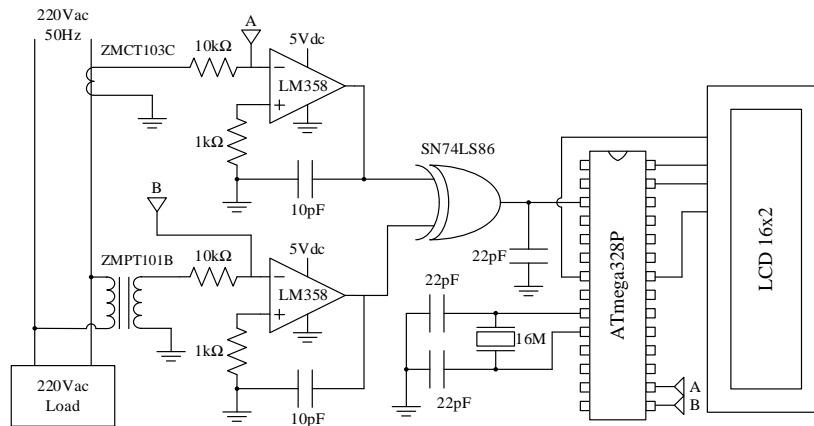 220Vac
50Hz
ZMCT103C
10kΩ
A
5Vdc
LM358
1kΩ
10pF
SN74LS86
B
ZMPT101B
10kΩ
5Vdc
LM358
1kΩ
10pF
22pF
22pF
16M
22pF
ATmega328P
A
B
LCD 16x2
220Vac
Load